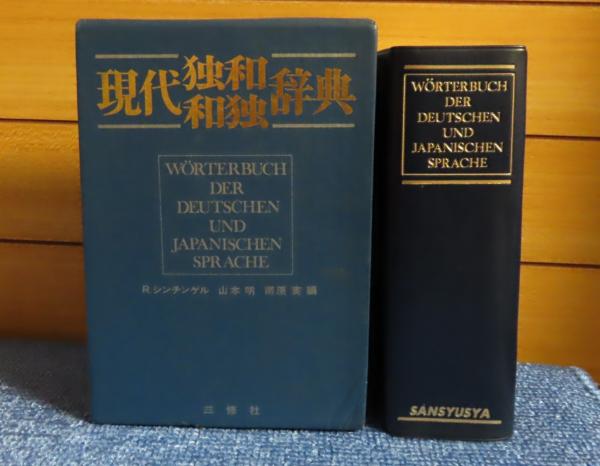 現代独和和独辞典
WÖRTERBUCH
DER
DEUTSCHEN
UND
JAPANISCHEN
SPRACHE
R.シンチンゲル 山本明 南原実 編
三修社
WÖRTERBUCH
DER
DEUTSCHEN
UND
JAPANISCHEN
SPRACHE
SANSYUSYA